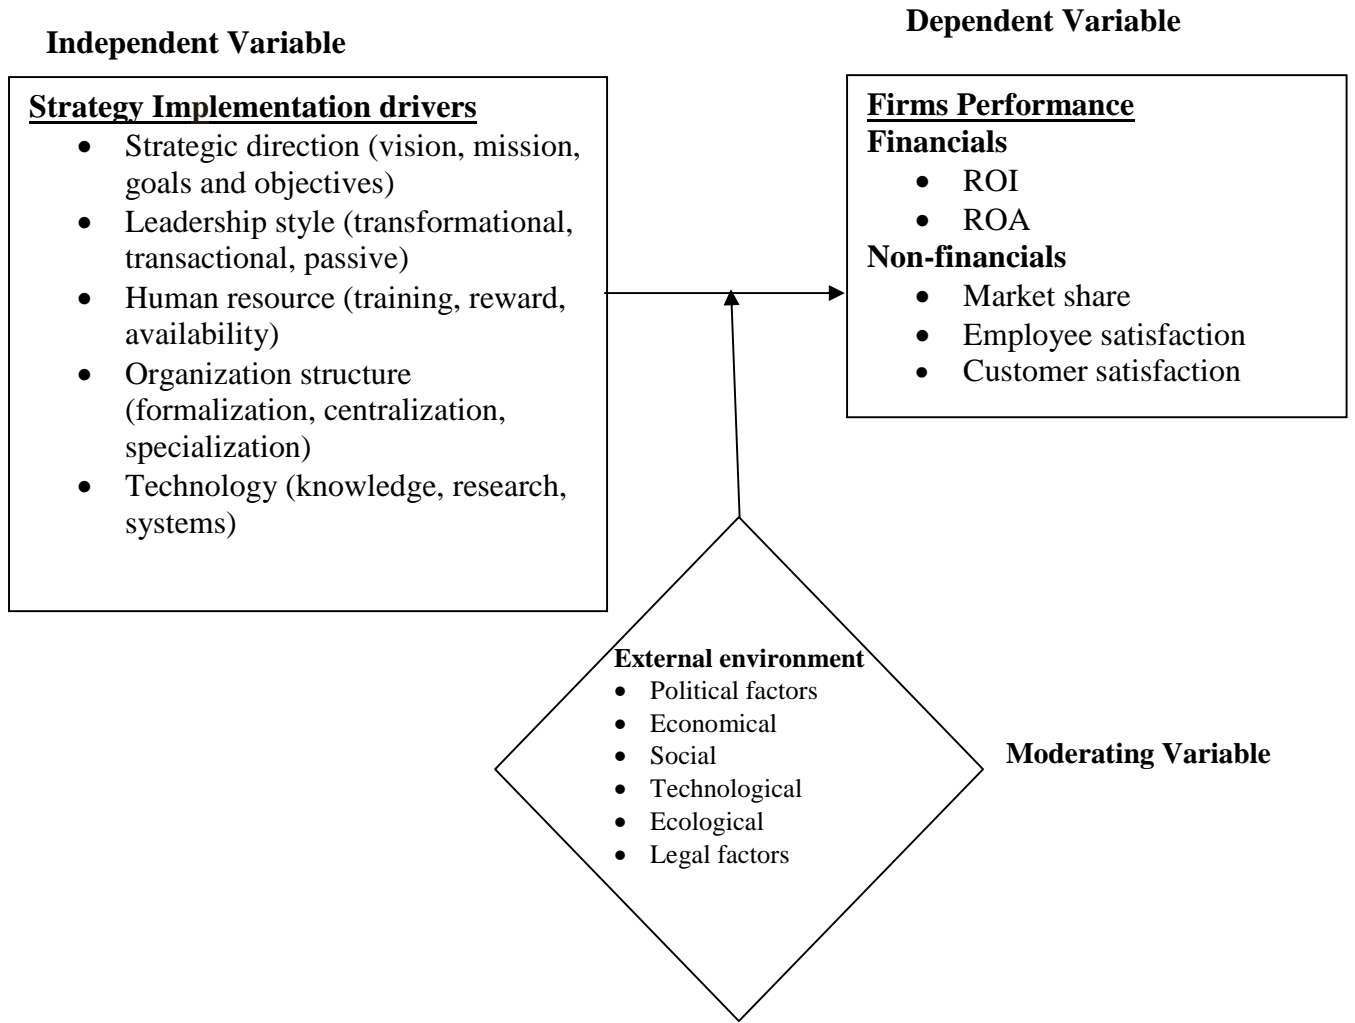 Independent Variable
Strategy Implementation drivers
• Strategic direction (vision, mission,
goals and objectives)
• Leadership style (transformational,
transactional, passive)
• Human resource (training, reward,
availability)
• Organization structure
(formalization, centralization,
specialization)
• Technology (knowledge, research,
systems)
Dependent Variable
Firms Performance
Financials
• ROI
• ROA
Non-financials
• Market share
• Employee satisfaction
• Customer satisfaction
External environment
• Political factors
• Economical
• Social
• Technological
• Ecological
• Legal factors
Moderating Variable